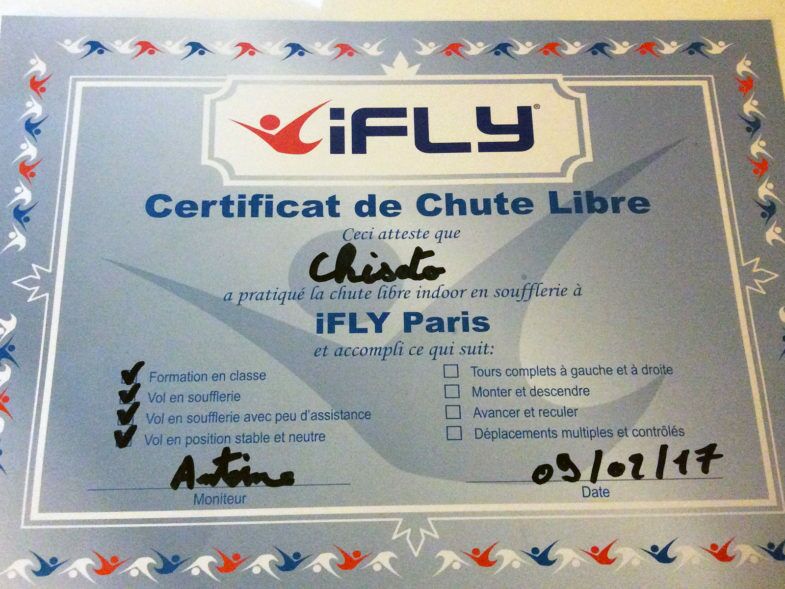 iFLY®
Certificat de Chute Libre
Ceci atteste que
Chisato
a pratiqué la chute libre indoor en soufflerie à
iFLY Paris
et accompli ce qui suit:
Formation en classe
Vol en soufflerie
Vol en soufflerie avec peu d'assistance
Vol en position stable et neutre
Tours complets à gauche et à droite
Monter et descendre
Avancer et reculer
Déplacements multiples et contrôlés
Antoine
Moniteur
09/02/17
Date